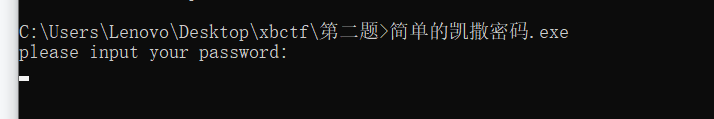 C:\Users\Lenovo\Desktop\xbctf\第二题>简单的凯撒密码.exe
please input your password: